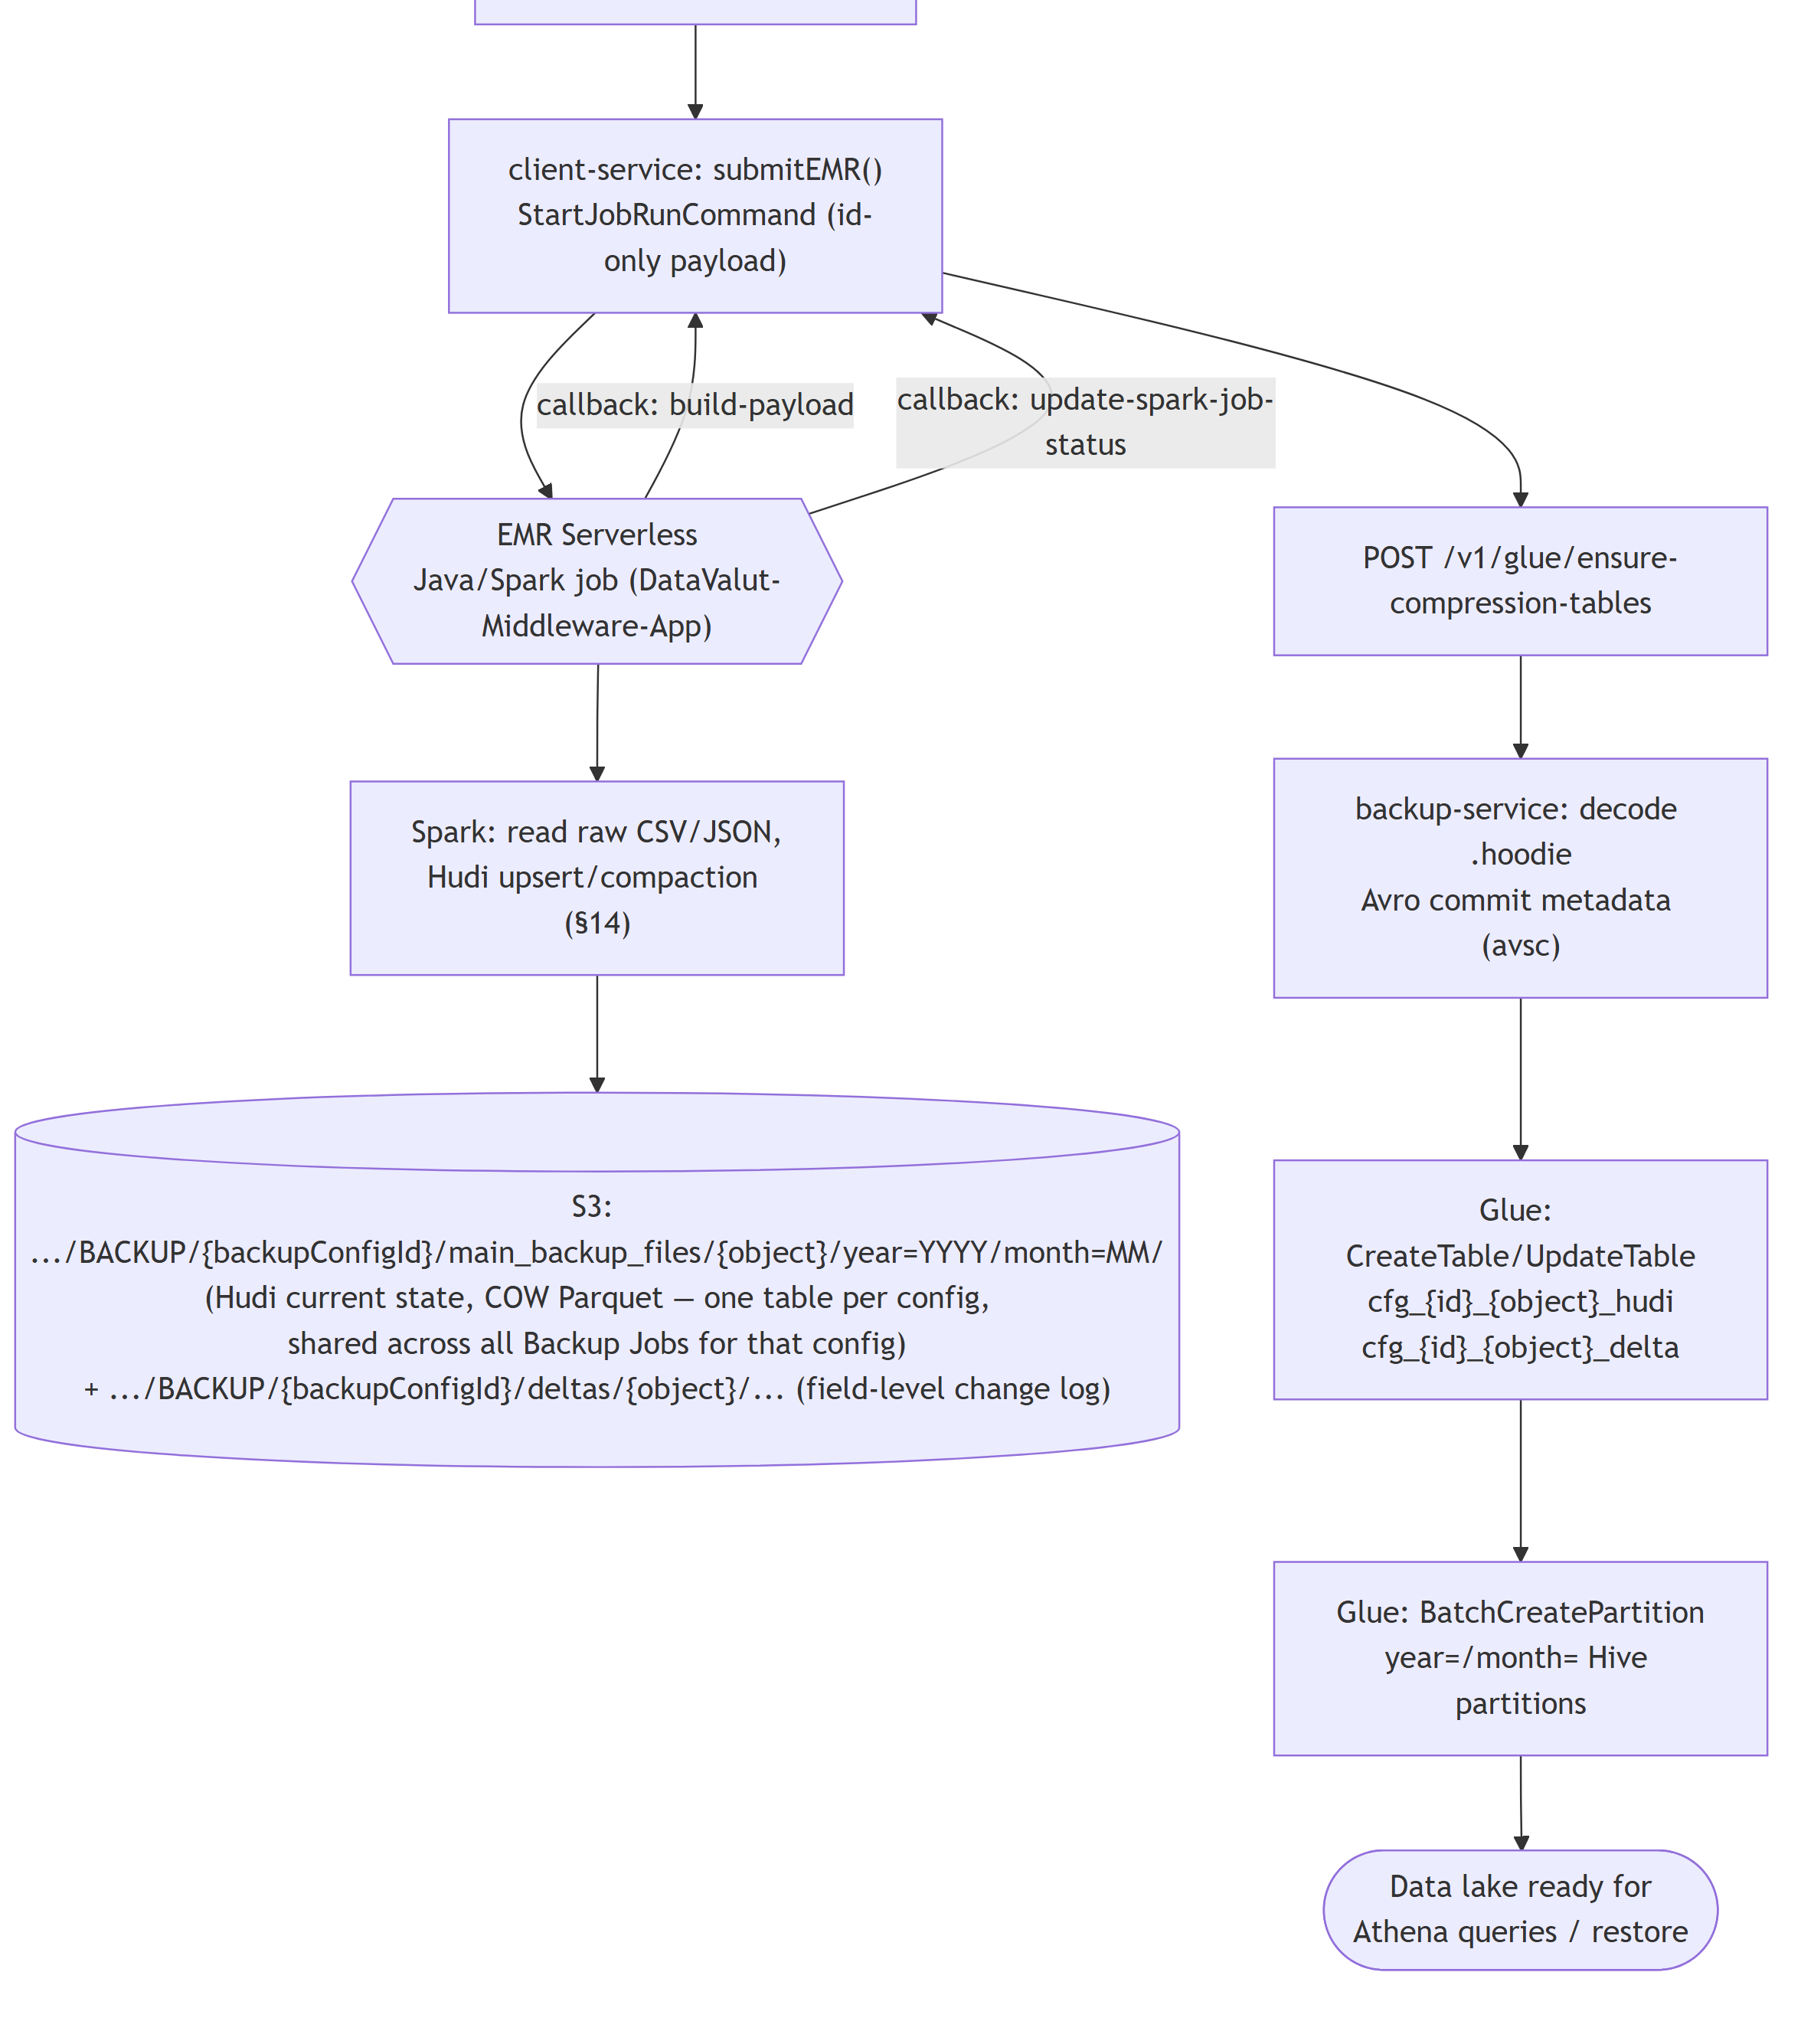 client-service: submitEMR()
StartJobRunCommand (id-
only payload)
callback: build-payload
callback: update-spark-job-
status
EMR Serverless
Java/Spark job (DataValut-
Middleware-App)
POST /v1/glue/ensure-
compression-tables
Spark: read raw CSV/JSON,
Hudi upsert/compaction
(§14)
backup-service: decode
.hoodie
Avro commit metadata
(avsc)
S3:
.../BACKUP/{backupConfigId}/main_backup_files/{object}/year=YYYY/month=MM/
(Hudi current state, COW Parquet — one table per config,
shared across all Backup Jobs for that config)
+ .../BACKUP/{backupConfigId}/deltas/{object}/... (field-level change log)
Glue:
CreateTable/UpdateTable
cfg_{id}_{object}_hudi
cfg_{id}_{object}_delta
Glue: BatchCreatePartition
year=/month= Hive
partitions
Data lake ready for
Athena queries / restore